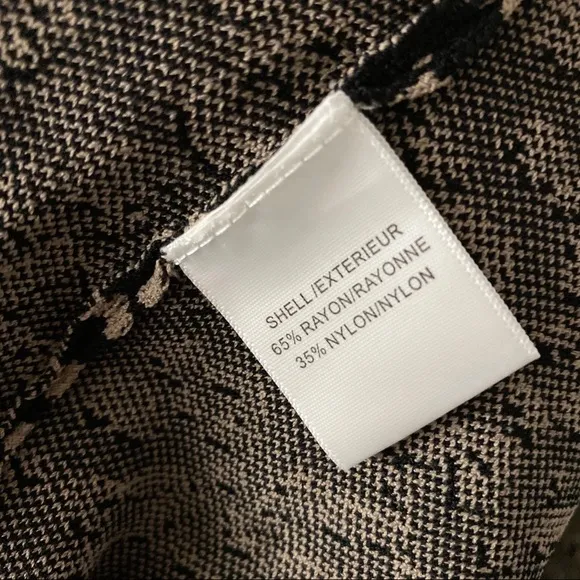 SHELL/EXTERIEUR
65% RAYON/RAYONNE
35% NYLON/NYLON